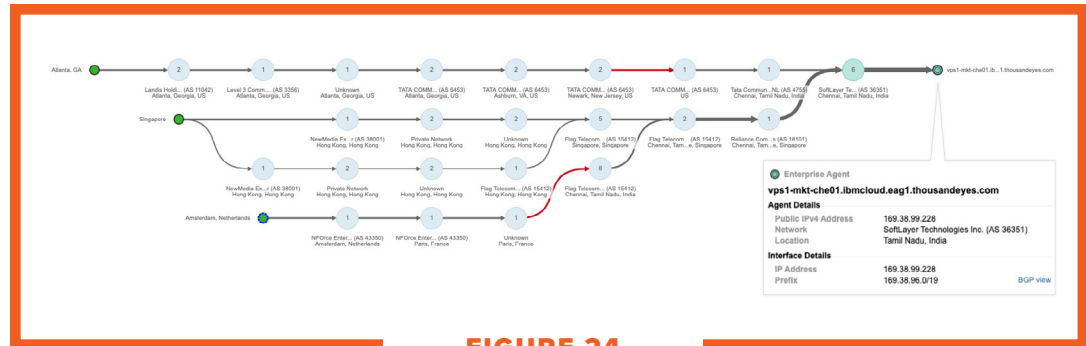 Atlanta, GA
2
1
1
2
2
2
1
1
6
vps1-mkt-che01.ib...1.thousandeyes.com
Landis Holdi... (AS 11042)
Atlanta, Georgia, US
Level 3 Comm.... (AS 3356)
Atlanta, Georgia, US
Unknown
Atlanta, Georgia, US
TATA COMM... (AS 6453)
Atlanta, Georgia, US
TATA COMM... (AS 6453)
Ashburn, VA, US
TATA COMM... (AS 6453)
Newark, New Jersey, US
TATA COMM... (AS 6453)
US
Tata Commun...NL (AS 4755)
Chennai, Tamil Nadu, India
SoftLayer Te... (AS 36351)
Chennai, Tamil Nadu, India
Singapore
1
2
2
5
2
1
NewMedia Ex...r (AS 38001)
Hong Kong, Hong Kong
Private Network
Hong Kong, Hong Kong
Unknown
Hong Kong, Hong Kong
Flag Telecom... (AS 15412)
Singapore, Singapore
Flag Telecom... (AS 15412)
Chennai, Tam...e, Singapore
Reliance Com...s (AS 18101)
Chennai, Tam...e, Singapore
1
2
2
1
6
NewMedia Ex...r (AS 38001)
Hong Kong, Hong Kong
Private Network
Hong Kong, Hong Kong
Unknown
Hong Kong, Hong Kong
Flag Telecom... (AS 15412)
Hong Kong, Hong Kong
Flag Telecom... (AS 15412)
Chennai, Tamil Nadu, India
Amsterdam, Netherlands
1
1
1
NFOrce Enter... (AS 43350)
Amsterdam, Netherlands
NFOrce Enter... (AS 43350)
Paris, France
Unknown
Paris, France
Enterprise Agent
vps1-mkt-che01.ibmcloud.eag1.thousandeyes.com
Agent Details
Public IPv4 Address 169.38.99.228
Network SoftLayer Technologies Inc. (AS 36351)
Location Tamil Nadu, India
Interface Details
IP Address 169.38.99.228
Prefix 169.38.96.0/19 BGP view
FIGURE 24